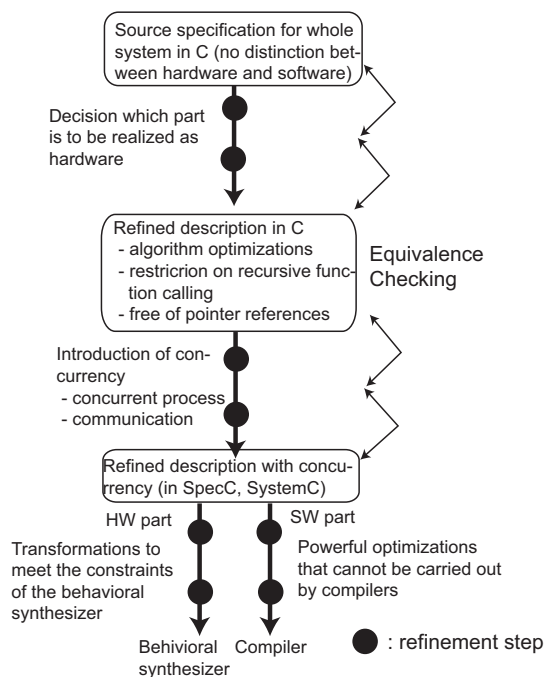 Source specification for whole
system in C (no distinction bet-
ween hardware and software)
Decision which part
is to be realized as
hardware
Refined description in C
- algorithm optimizations
- restricrion on recursive func-
tion calling
- free of pointer references
Equivalence
Checking
Introduction of con-
currency
- concurrent process
- communication
Refined description with concu-
rrency (in SpecC, SystemC)
HW part
SW part
Transformations to
meet the constraints
of the behavioral
synthesizer
Powerful optimizations
that cannot be carried out
by compilers
Behivioral
synthesizer
Compiler
: refinement step